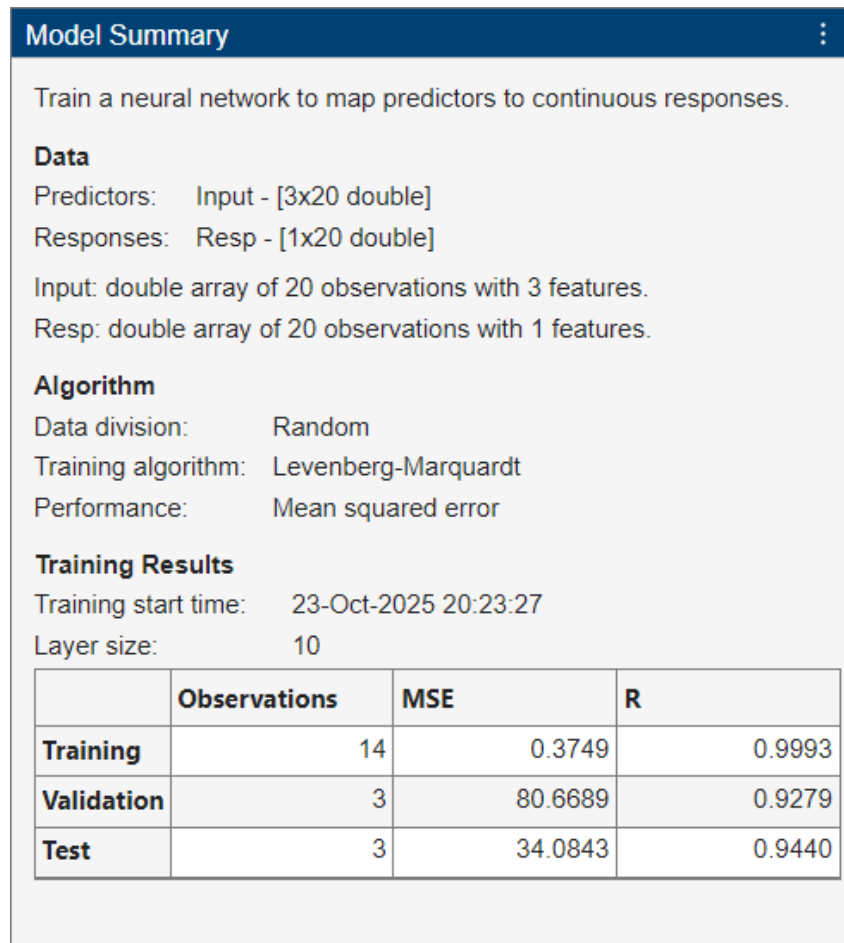 Model Summary
Train a neural network to map predictors to continuous responses.
Data
Predictors: Input - [3x20 double]
Responses: Resp - [1x20 double]
Input: double array of 20 observations with 3 features.
Resp: double array of 20 observations with 1 features.
Algorithm
Data division: Random
Training algorithm: Levenberg-Marquardt
Performance: Mean squared error
Training Results
Training start time: 23-Oct-2025 20:23:27
Layer size: 10
Observations MSE R
Training 14 0.3749 0.9993
Validation 3 80.6689 0.9279
Test 3 34.0843 0.9440